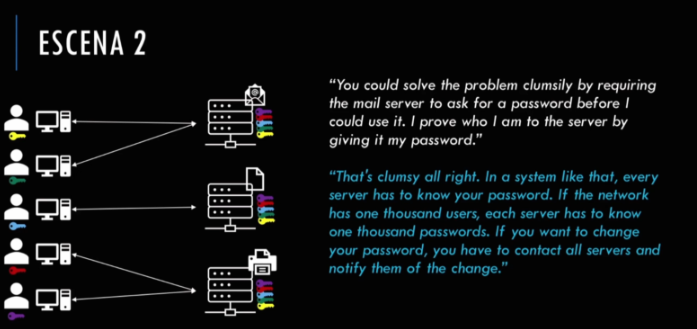 ESCENA 2
“You could solve the problem clumsily by requiring
the mail server to ask for a password before I
could use it. I prove who I am to the server by
giving it my password.”
“That's clumsy all right. In a system like that, every
server has to know your password. If the network
has one thousand users, each server has to know
one thousand passwords. If you want to change
your password, you have to contact all servers and
notify them of the change.”